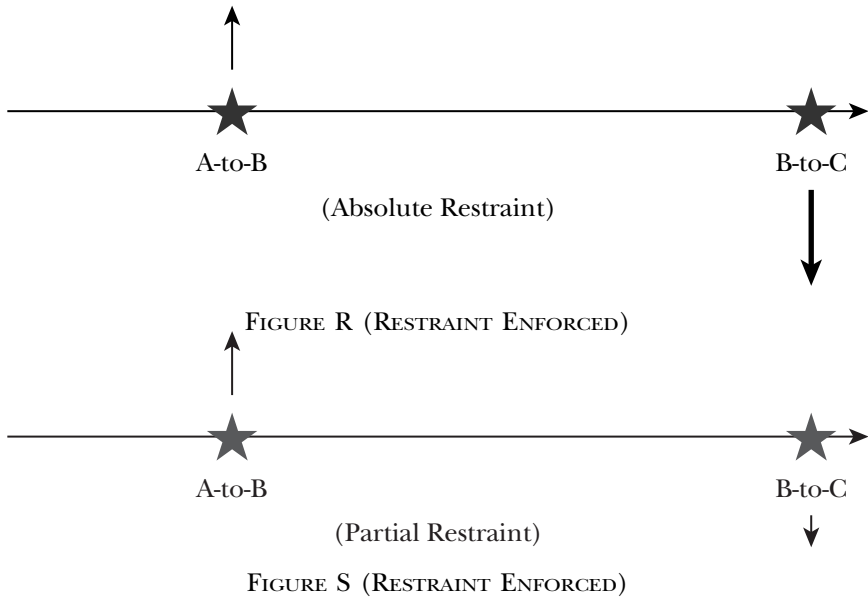 A-to-B B-to-C
(Absolute Restraint)
FIGURE R (RESTRAINT ENFORCED)
A-to-B B-to-C
(Partial Restraint)
FIGURE S (RESTRAINT ENFORCED)